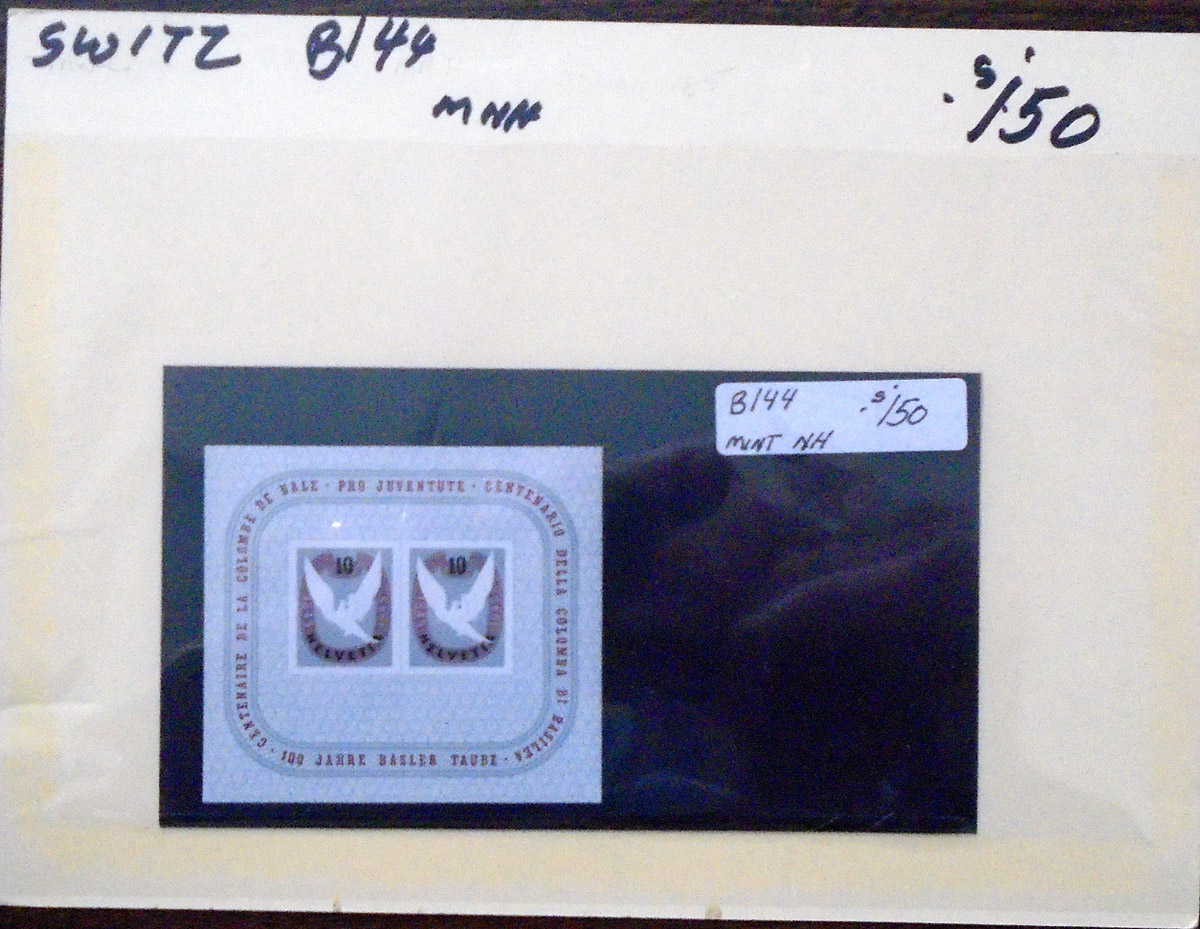 SWITZ B144
MNH
.S/150
B144 .S/150
MINT NH
CENTENAIRE DE LA COLOMBE DE BALE · PRO JUVENTUTE · CENTENARIO DELLA COLOMBA DI BASILEA · 100 JAHRE BASLER TAUBE ·
10
HELVETIA
10
HELVETIA